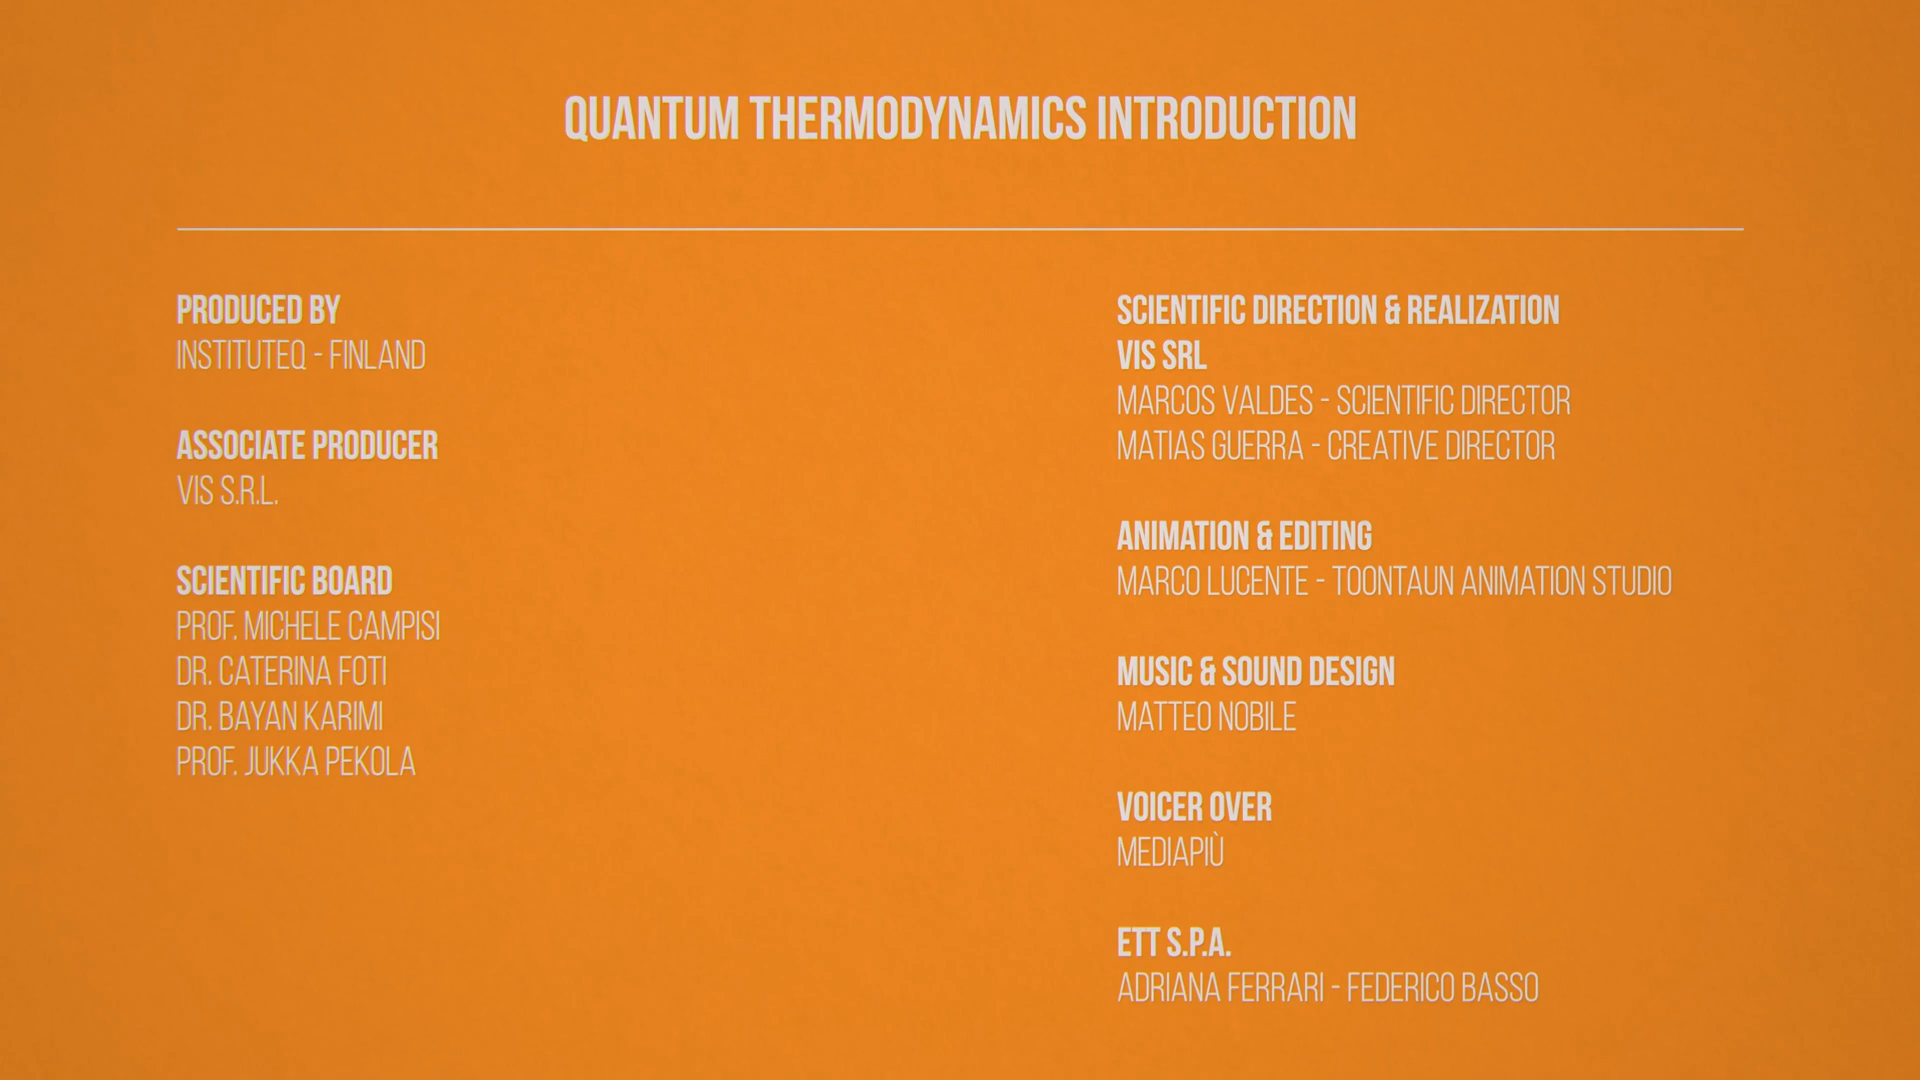 QUANTUM THERMODYNAMICS INTRODUCTION
PRODUCED BY
INSTITUTEQ - FINLAND
ASSOCIATE PRODUCER
VIS S.R.L.
SCIENTIFIC BOARD
PROF. MICHELE CAMPISI
DR. CATERINA FOTI
DR. BAYAN KARIMI
PROF. JUKKA PEKOLA
SCIENTIFIC DIRECTION & REALIZATION
VIS SRL
MARCOS VALDES - SCIENTIFIC DIRECTOR
MATIAS GUERRA - CREATIVE DIRECTOR
ANIMATION & EDITING
MARCO LUCENTE - TOONTAUN ANIMATION STUDIO
MUSIC & SOUND DESIGN
MATTEO NOBILE
VOICER OVER
MEDIAPIÙ
ETT S.P.A.
ADRIANA FERRARI - FEDERICO BASSO